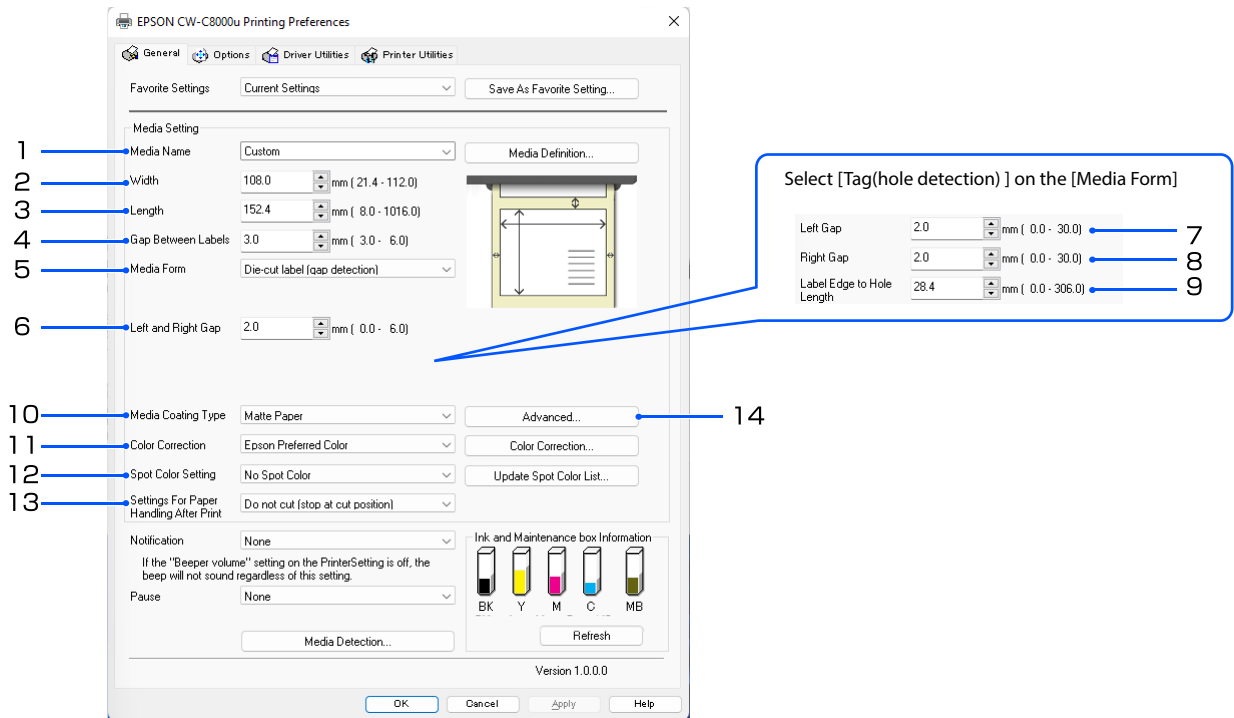 EPSON CW-C8000u Printing Preferences
General Options Driver Utilities Printer Utilities
Favorite Settings Current Settings Save As Favorite Setting...
Media Setting
1 Media Name Custom Media Definition...
2 Width 108.0 mm ( 21.4 - 112.0)
3 Length 152.4 mm ( 8.0 - 1016.0)
4 Gap Between Labels 3.0 mm ( 3.0 - 6.0)
5 Media Form Die-cut label (gap detection)
6 Left and Right Gap 2.0 mm ( 0.0 - 6.0)
Select [Tag(hole detection) ] on the [Media Form]
Left Gap 2.0 mm ( 0.0 - 30.0) 7
Right Gap 2.0 mm ( 0.0 - 30.0) 8
Label Edge to Hole
Length 28.4 mm ( 0.0 - 306.0) 9
10 Media Coating Type Matte Paper Advanced... 14
11 Color Correction Epson Preferred Color Color Correction...
12 Spot Color Setting No Spot Color Update Spot Color List...
13 Settings For Paper
Handling After Print Do not cut (stop at cut position)
Notification None
If the "Beeper volume" setting on the PrinterSetting is off, the
beep will not sound regardless of this setting.
Pause None
Media Detection...
Ink and Maintenance box Information
BK Y M C MB
Refresh
Version 1.0.0.0
OK Cancel Apply Help